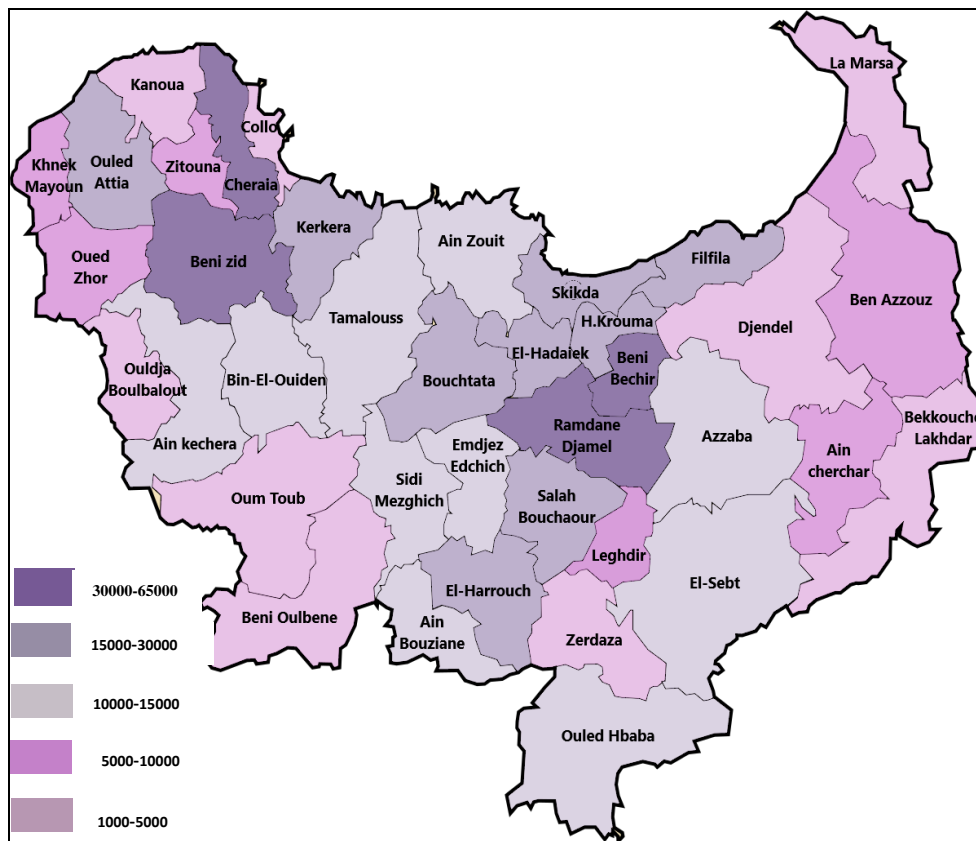 La Marsa
Kanoua
Collo
Khnek
Mayoun
Ouled
Attia
Zitouna
Cheraia
Kerkera
Ain Zouit
Oued
Zhor
Beni zid
Filfila
Skikda
Ben Azzouz
Tamalouss
H.Krouma
Djendel
El-Hadaiek
Beni
Bechir
Ouldja
Boulbalout
Bin-El-Ouiden
Bouchtata
Bekkouche
Lakhdar
Ramdane
Djamel
Azzaba
Ain kechera
Emdjez
Edchich
Ain
cherchar
Oum Toub
Sidi
Mezghich
Salah
Bouchaour
Leghdir
El-Sebt
30000-65000
El-Harrouch
Beni Oulbene
Ain
Bouziane
Zerdaza
15000-30000
10000-15000
Ouled Hbaba
5000-10000
1000-5000